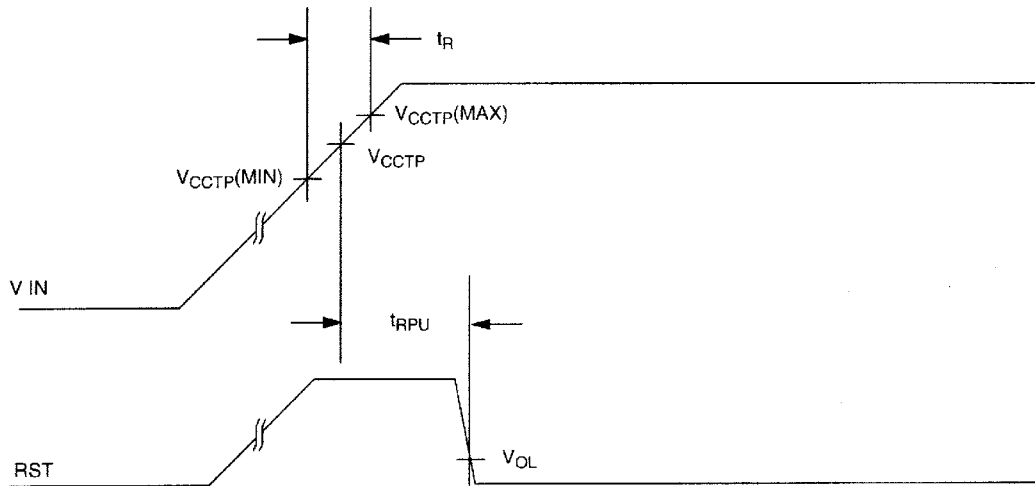 tR
VCCTP(MAX)
VCCTP
VCCTP(MIN)
V IN
tRPU
RST
VOL